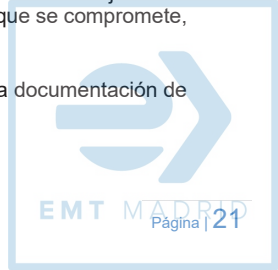 que se compromete,
a documentación de
EMT MADRID
Página | 21